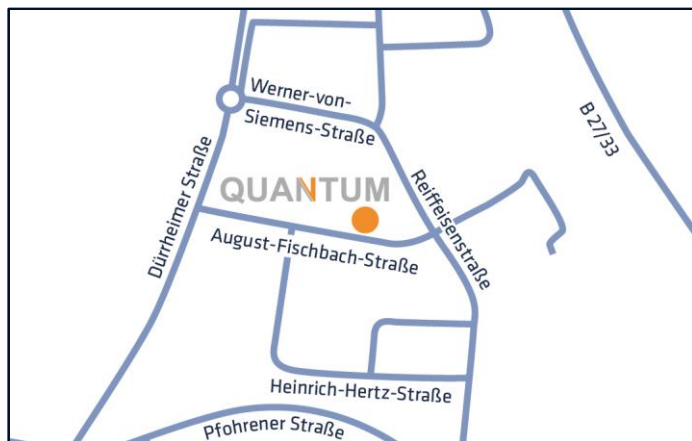 Werner-von-
Siemens-Straße
B 27/33
Dürrheimer Straße
QUANTUM
Reiffeisenstraße
August-Fischbach-Straße
Heinrich-Hertz-Straße
Pfohrener Straße